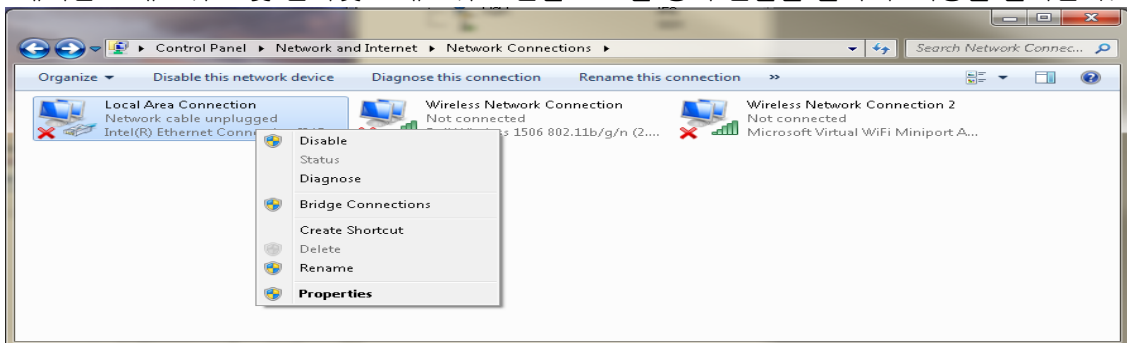 Control Panel ▸ Network and Internet ▸ Network Connections ▸
Search Network Connec...
Organize Disable this network device Diagnose this connection Rename this connection »
Local Area Connection
Network cable unplugged
Intel(R) Ethernet
Wireless Network Connection
Not connected
1506 802.11b/g/n (2....
Wireless Network Connection 2
Not connected
Microsoft Virtual WiFi Miniport A...
Disable
Status
Diagnose
Bridge Connections
Create Shortcut
Delete
Rename
Properties